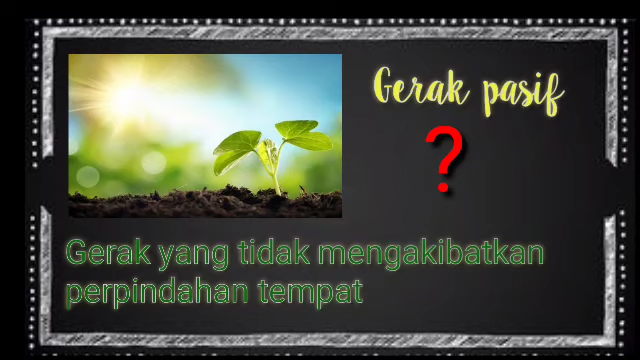 Gerak pasif
?
Gerak yang tidak mengakibatkan
perpindahan tempat